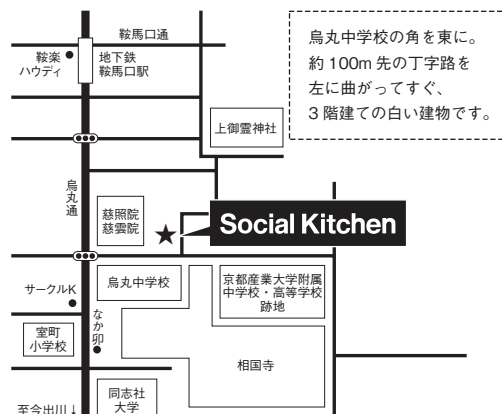 鞍馬口通
鞍楽
ハウディ
地下鉄
鞍馬口駅
烏丸中学校の角を東に。
約100m先の丁字路を
左に曲がってすぐ、
3階建ての白い建物です。
上御霊神社
烏丸通
慈照院
慈雲院
Social Kitchen
サークルK
烏丸中学校
京都産業大学附属
中学校・高等学校
跡地
なか卯
室町
小学校
相国寺
同志社
大学
至今出川↓